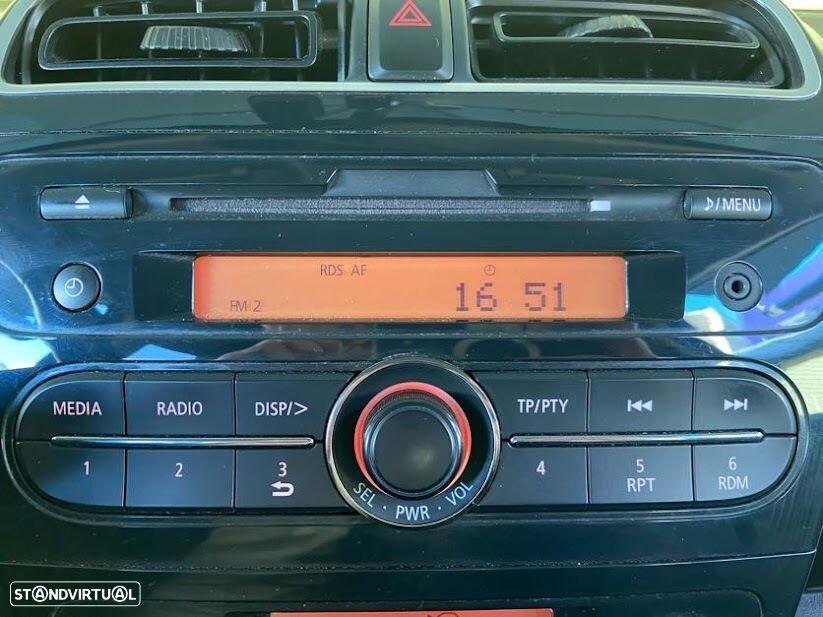 ♪/MENU
RDS AF
FM 2 16 51
MEDIA RADIO DISP/> TP/PTY
1 2 3 4 5 6
RPT RDM
SEL · PWR · VOL
STANDVIRTUAL